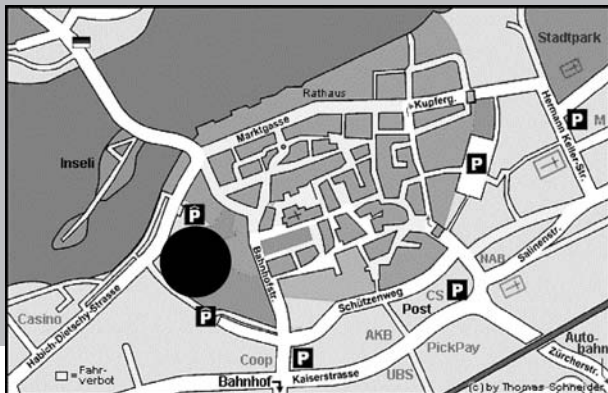 Stadtpark
Rathaus
Kupferg.
P
M
Marktgasse
Hermann Keller-Str.
Inseli
P
P
Bahnhofstr.
Salinenstr.
NAB
Habich-Dietschy-Strasse
Schützenweg
CS
P
Casino
P
Post
AKB
PickPay
Auto-
bahn
Coop
P
Zürcherstr.
= Fahr-
verbot
Bahnhof
Kaiserstrasse
UBS
(c) by Thomas Schneider,